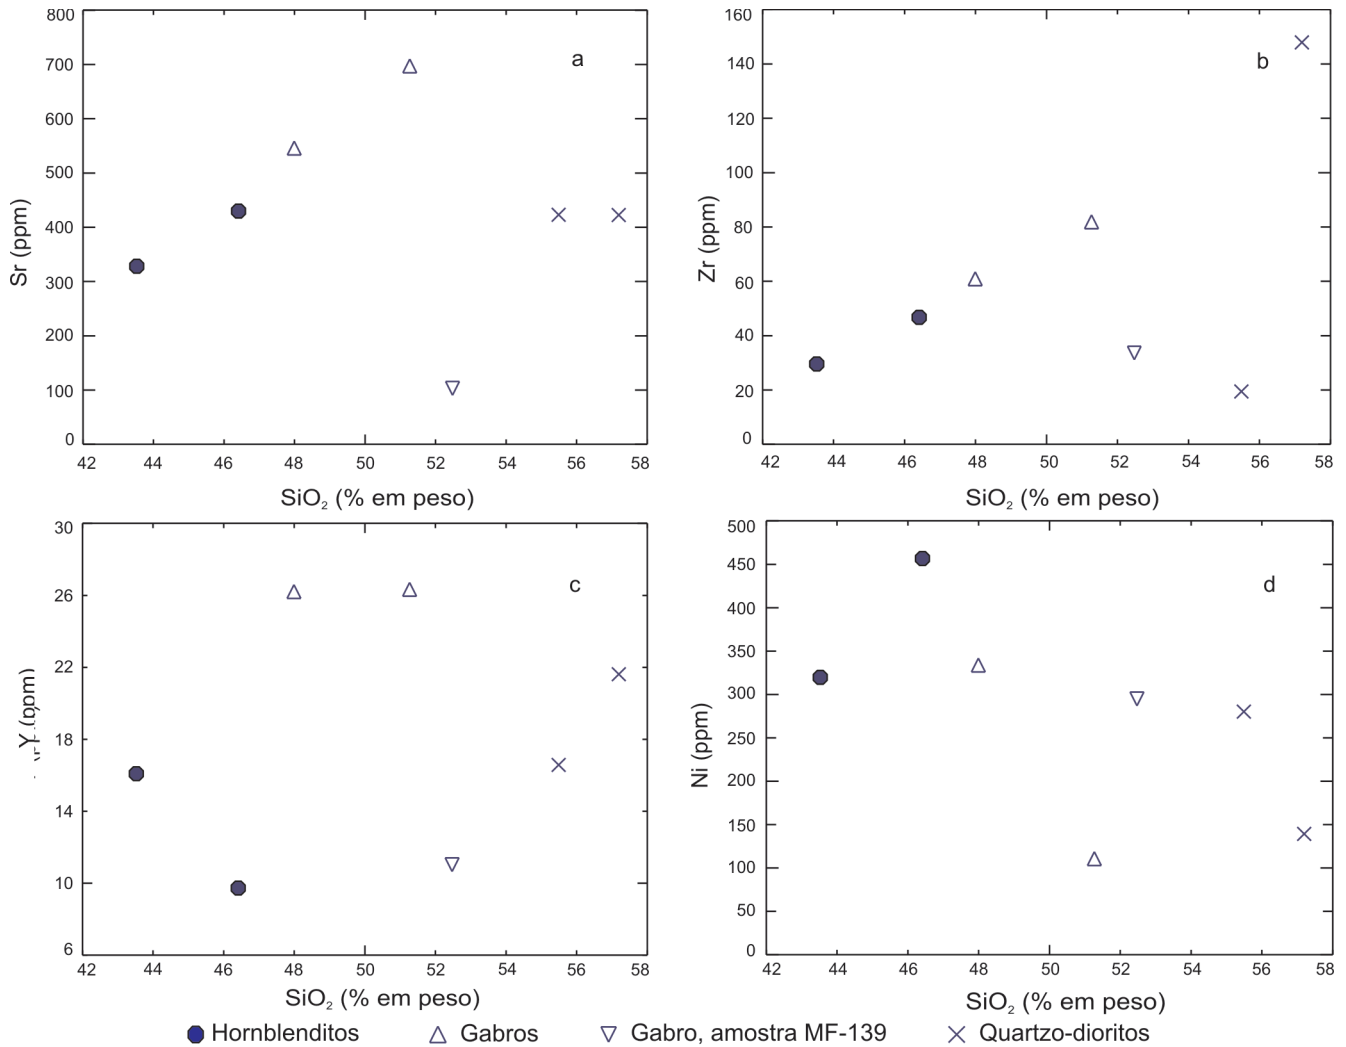 800
700
600
500
400
300
200
100
0
Sr (ppm)
a
42 44 46 48 50 52 54 56 58
SiO₂ (% em peso)
160
140
120
100
80
60
40
20
0
Zr (ppm)
b
42 44 46 48 50 52 54 56 58
SiO₂ (% em peso)
30
26
22
18
14
10
6
Y (ppm)
c
42 44 46 48 50 52 54 56 58
SiO₂ (% em peso)
500
450
400
350
300
250
200
150
100
50
0
Ni (ppm)
d
42 44 46 48 50 52 54 56 58
SiO₂ (% em peso)
Hornblenditos Gabros Gabro, amostra MF-139 Quartzo-dioritos